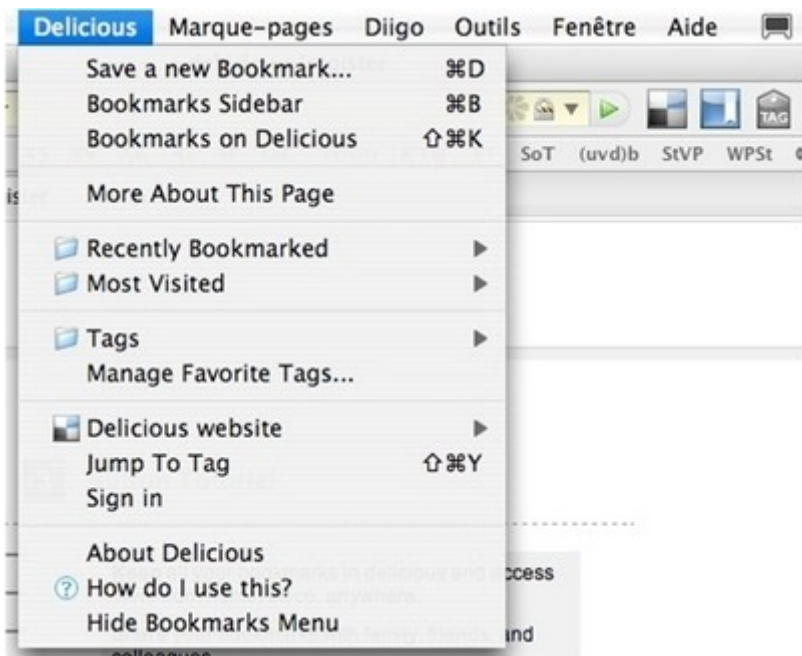 Delicious Marque-pages Diigo Outils Fenêtre Aide
Save a new Bookmark... ⌘D
Bookmarks Sidebar ⌘B
TAG
Bookmarks on Delicious ⇧⌘K
SoT (uvd)b StVP WPSt
More About This Page
Recently Bookmarked
Most Visited
Tags
Manage Favorite Tags...
Delicious website
Jump To Tag ⇧⌘Y
Sign in
About Delicious
How do I use this?
Hide Bookmarks Menu
and